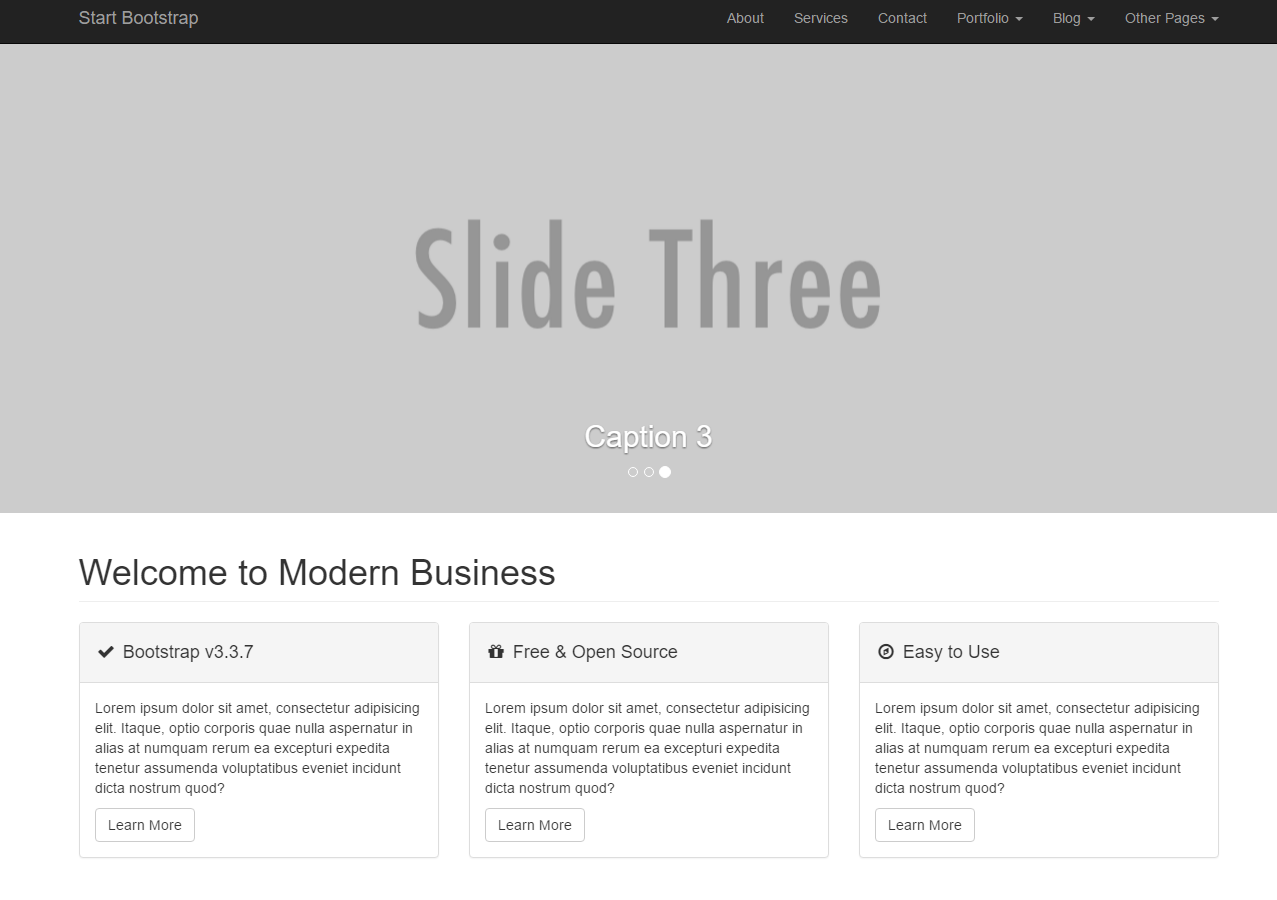 Start Bootstrap About Services Contact Portfolio Blog Other Pages
Slide Three
Caption 3
Welcome to Modern Business
Bootstrap v3.3.7
Lorem ipsum dolor sit amet, consectetur adipisicing
elit. Itaque, optio corporis quae nulla aspernatur in
alias at numquam rerum ea excepturi expedita
tenetur assumenda voluptatibus eveniet incidunt
dicta nostrum quod?
Learn More
Free & Open Source
Lorem ipsum dolor sit amet, consectetur adipisicing
elit. Itaque, optio corporis quae nulla aspernatur in
alias at numquam rerum ea excepturi expedita
tenetur assumenda voluptatibus eveniet incidunt
dicta nostrum quod?
Learn More
Easy to Use
Lorem ipsum dolor sit amet, consectetur adipisicing
elit. Itaque, optio corporis quae nulla aspernatur in
alias at numquam rerum ea excepturi expedita
tenetur assumenda voluptatibus eveniet incidunt
dicta nostrum quod?
Learn More